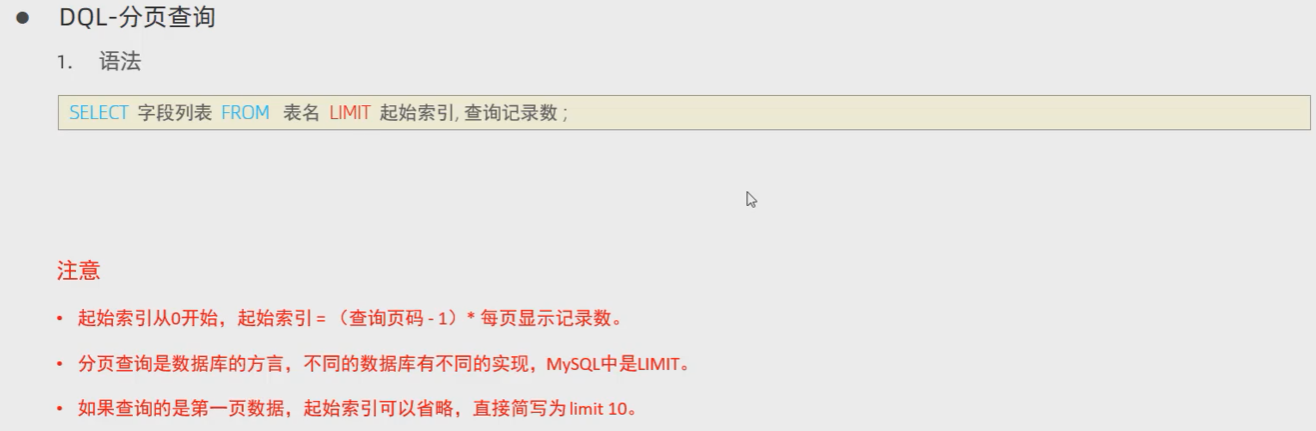 DQL-分页查询
1. 语法
SELECT 字段列表 FROM 表名 LIMIT 起始索引, 查询记录数 ;
注意
• 起始索引从0开始，起始索引 = （查询页码 - 1）* 每页显示记录数。
• 分页查询是数据库的方言，不同的数据库有不同的实现，MySQL中是LIMIT。
• 如果查询的是第一页数据，起始索引可以省略，直接简写为 limit 10。